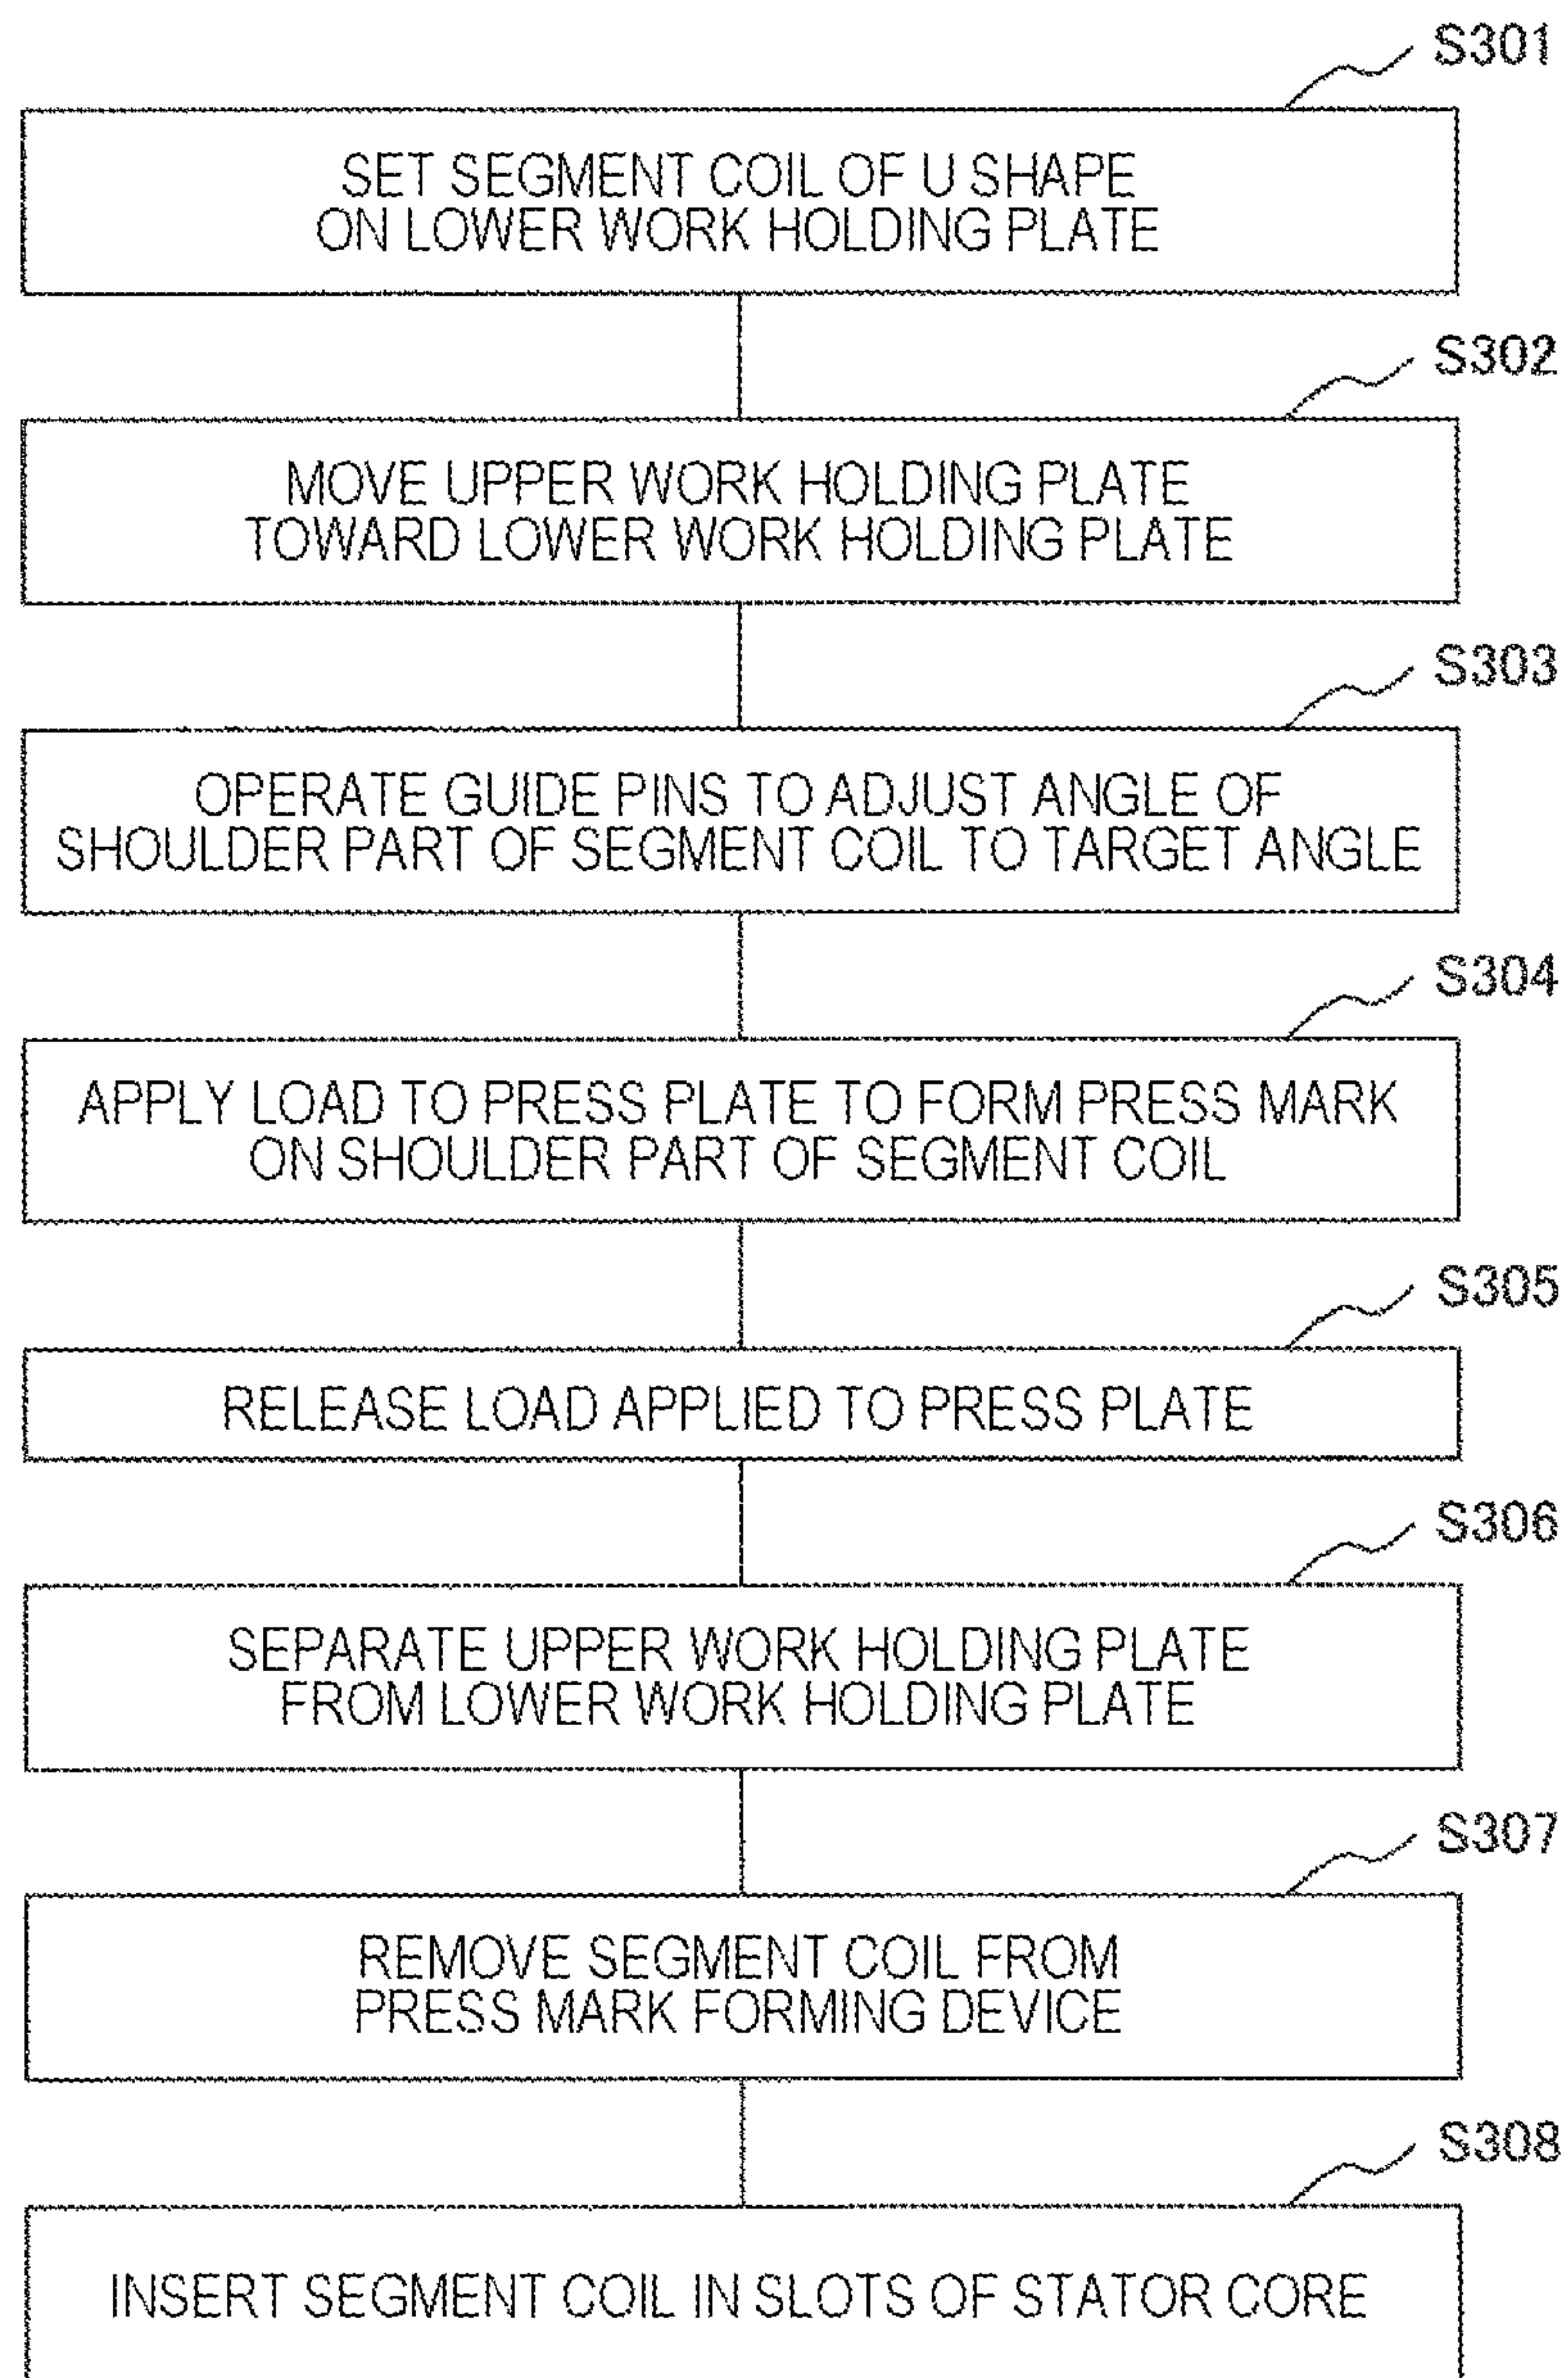 S301
SET SEGMENT COIL OF U SHAPE
ON LOWER WORK HOLDING PLATE
S302
MOVE UPPER WORK HOLDING PLATE
TOWARD LOWER WORK HOLDING PLATE
S303
OPERATE GUIDE PINS TO ADJUST ANGLE OF
SHOULDER PART OF SEGMENT COIL TO TARGET ANGLE
S304
APPLY LOAD TO PRESS PLATE TO FORM PRESS MARK
ON SHOULDER PART OF SEGMENT COIL
S305
RELEASE LOAD APPLIED TO PRESS PLATE
S306
SEPARATE UPPER WORK HOLDING PLATE
FROM LOWER WORK HOLDING PLATE
S307
REMOVE SEGMENT COIL FROM
PRESS MARK FORMING DEVICE
S308
INSERT SEGMENT COIL IN SLOTS OF STATOR CORE